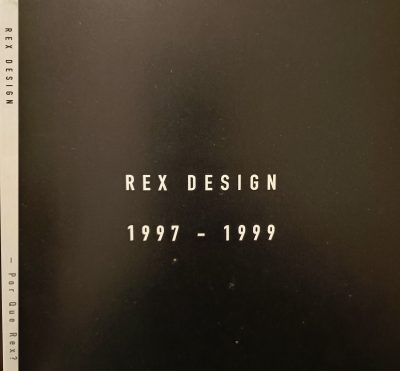 REX DESIGN
— Por Que Rex?
REX DESIGN
1997 - 1999